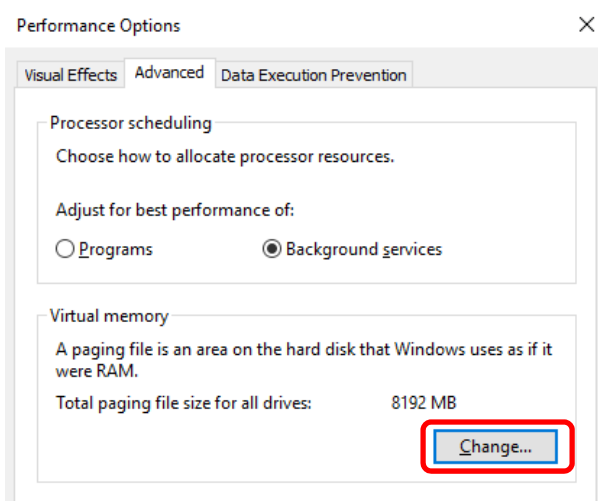 Performance Options
Visual Effects Advanced Data Execution Prevention
Processor scheduling
Choose how to allocate processor resources.
Adjust for best performance of:
Programs Background services
Virtual memory
A paging file is an area on the hard disk that Windows uses as if it
were RAM.
Total paging file size for all drives: 8192 MB
Change...